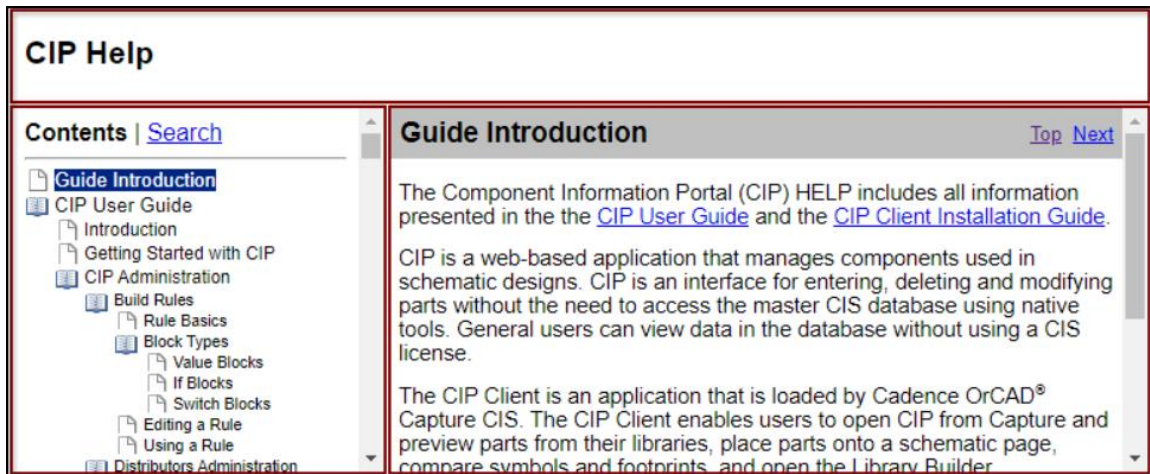 CIP Help
Contents | Search
Guide Introduction
CIP User Guide
Introduction
Getting Started with CIP
CIP Administration
Build Rules
Rule Basics
Block Types
Value Blocks
If Blocks
Switch Blocks
Editing a Rule
Using a Rule
Distributors Administration
Guide Introduction
Top Next
The Component Information Portal (CIP) HELP includes all information
presented in the the CIP User Guide and the CIP Client Installation Guide.
CIP is a web-based application that manages components used in
schematic designs. CIP is an interface for entering, deleting and modifying
parts without the need to access the master CIS database using native
tools. General users can view data in the database without using a CIS
license.
The CIP Client is an application that is loaded by Cadence OrCAD®
Capture CIS. The CIP Client enables users to open CIP from Capture and
preview parts from their libraries, place parts onto a schematic page,
compare symbols and footprints, and open the Library Builder.